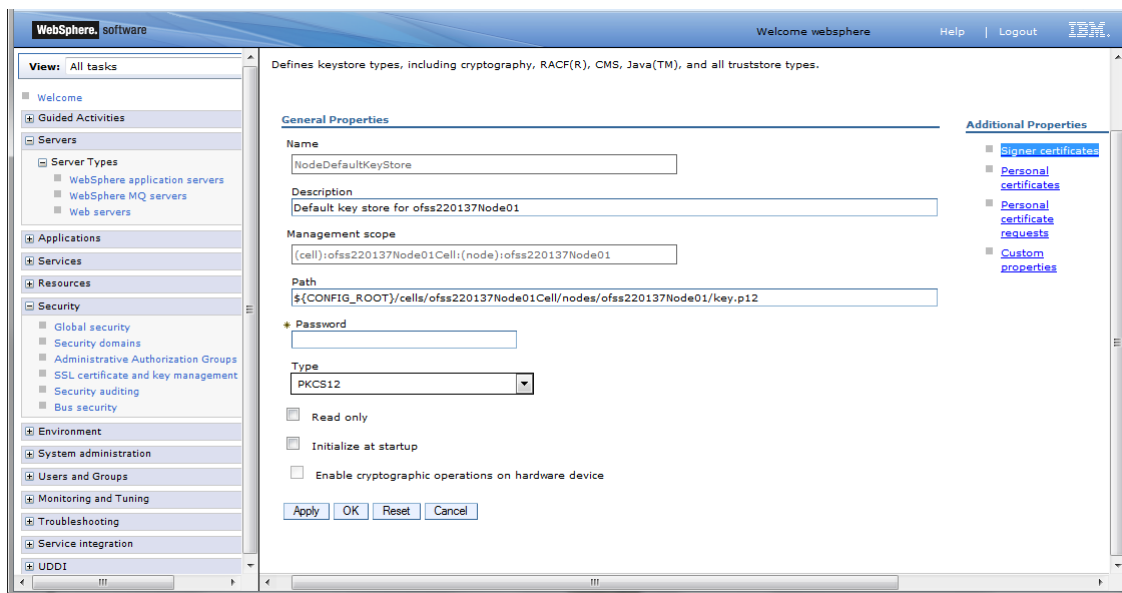 WebSphere. software
Welcome websphere
Help | Logout
IBM.
View: All tasks
Welcome
Guided Activities
Servers
Server Types
WebSphere application servers
WebSphere MQ servers
Web servers
Applications
Services
Resources
Security
Global security
Security domains
Administrative Authorization Groups
SSL certificate and key management
Security auditing
Bus security
Environment
System administration
Users and Groups
Monitoring and Tuning
Troubleshooting
Service integration
UDDI
Defines keystore types, including cryptography, RACF(R), CMS, Java(TM), and all truststore types.
General Properties
Name
NodeDefaultKeyStore
Description
Default key store for ofss220137Node01
Management scope
(cell):ofss220137Node01Cell:(node):ofss220137Node01
Path
${CONFIG_ROOT}/cells/ofss220137Node01Cell/nodes/ofss220137Node01/key.p12
Password
Type
PKCS12
Read only
Initialize at startup
Enable cryptographic operations on hardware device
Apply OK Reset Cancel
Additional Properties
Signer certificates
Personal
certificates
Personal
certificate
requests
Custom
properties